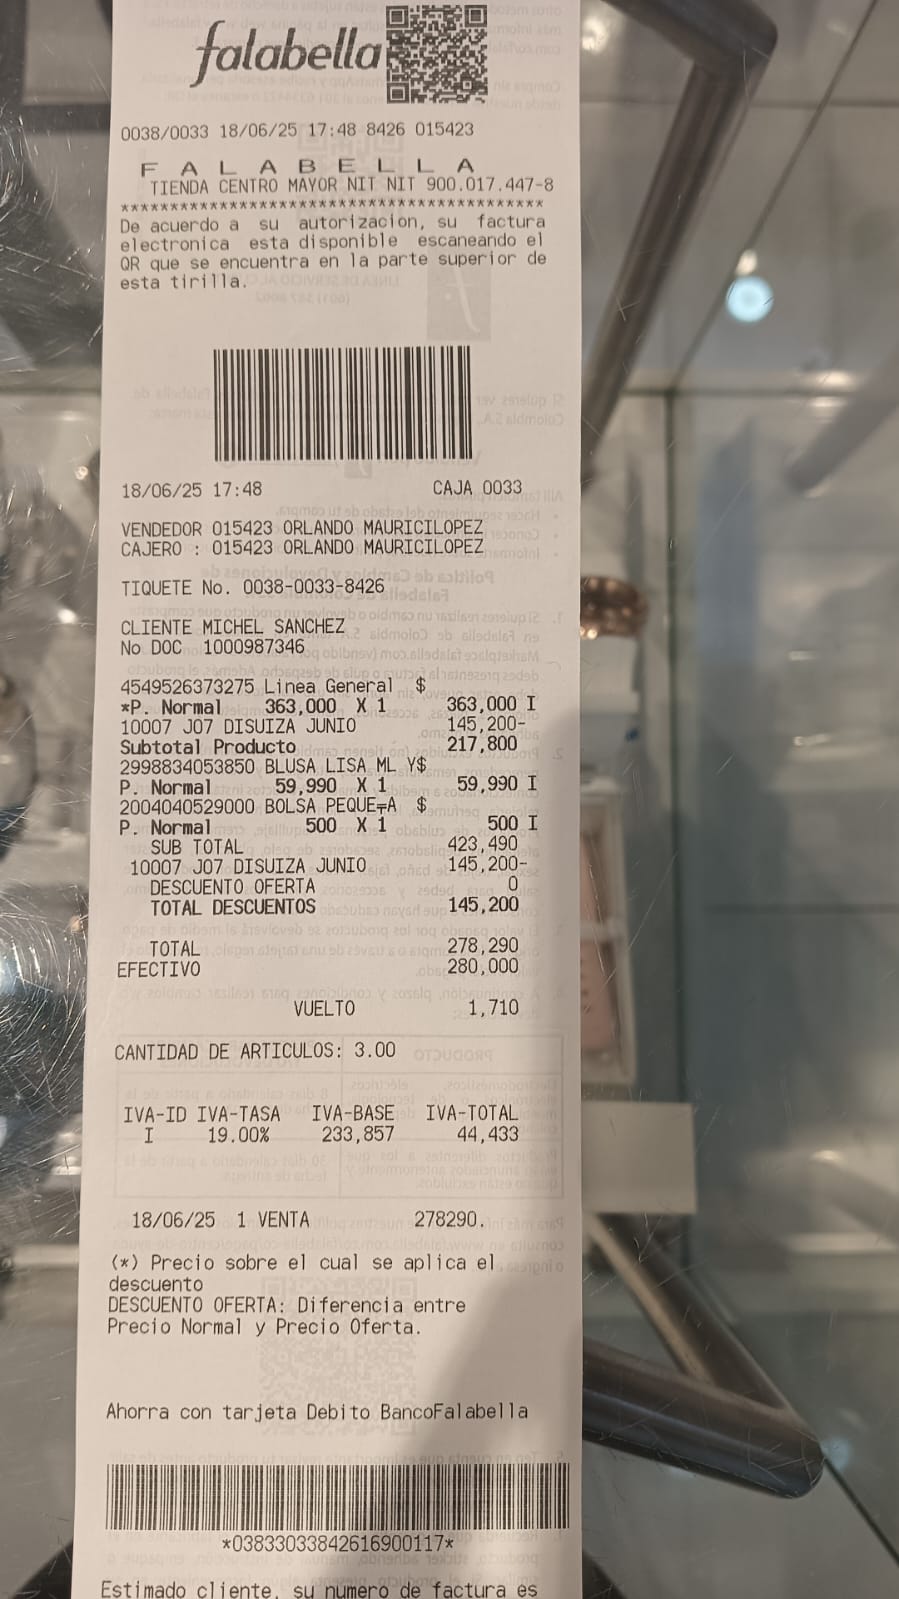 falabella
0038/0033 18/06/25 17:48 8426 015423
F A L A B E L L A
TIENDA CENTRO MAYOR NIT NIT 900.017.447-8
*****************************************
De acuerdo a su autorizacion, su factura
electronica esta disponible escaneando el
QR que se encuentra en la parte superior de
esta tirilla.
18/06/25 17:48 CAJA 0033
VENDEDOR 015423 ORLANDO MAURICILOPEZ
CAJERO : 015423 ORLANDO MAURICILOPEZ
TIQUETE No. 0038-0033-8426
CLIENTE MICHEL SANCHEZ
No DOC 1000987346
4549526373275 Linea General $
*P. Normal 363,000 X 1 363,000 I
10007 J07 DISUIZA JUNIO 145,200-
Subtotal Producto 217,800
2998834053850 BLUSA LISA ML Y$
P. Normal 59,990 X 1 59,990 I
2004040529000 BOLSA PEQUE╤A $
P. Normal 500 X 1 500 I
SUB TOTAL 423,490
10007 J07 DISUIZA JUNIO 145,200-
DESCUENTO OFERTA 0
TOTAL DESCUENTOS 145,200
TOTAL 278,290
EFECTIVO 280,000
VUELTO 1,710
CANTIDAD DE ARTICULOS: 3.00
IVA-ID IVA-TASA IVA-BASE IVA-TOTAL
I 19.00% 233,857 44,433
18/06/25 1 VENTA 278290.
(*) Precio sobre el cual se aplica el
descuento
DESCUENTO OFERTA: Diferencia entre
Precio Normal y Precio Oferta.
Ahorra con tarjeta Debito BancoFalabella
*03833033842616900117*
Estimado cliente, su numero de factura es